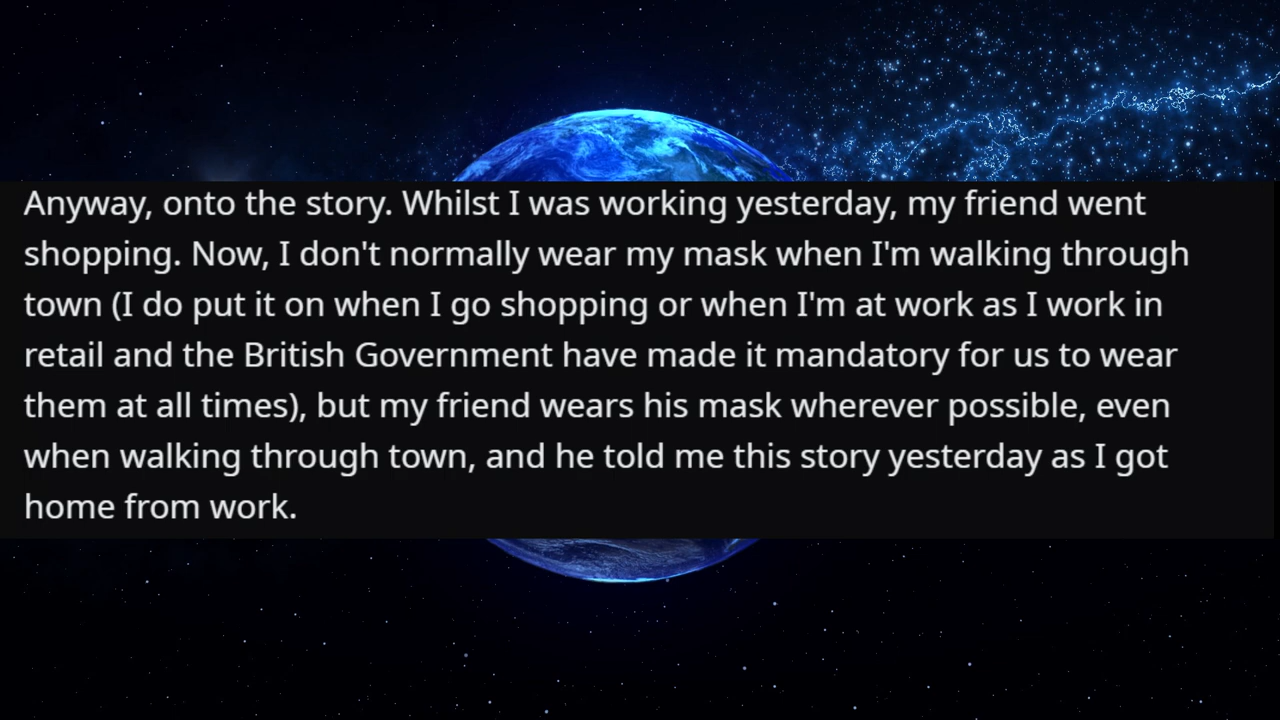 Anyway, onto the story. Whilst I was working yesterday, my friend went
shopping. Now, I don't normally wear my mask when I'm walking through
town (I do put it on when I go shopping or when I'm at work as I work in
retail and the British Government have made it mandatory for us to wear
them at all times), but my friend wears his mask wherever possible, even
when walking through town, and he told me this story yesterday as I got
home from work.